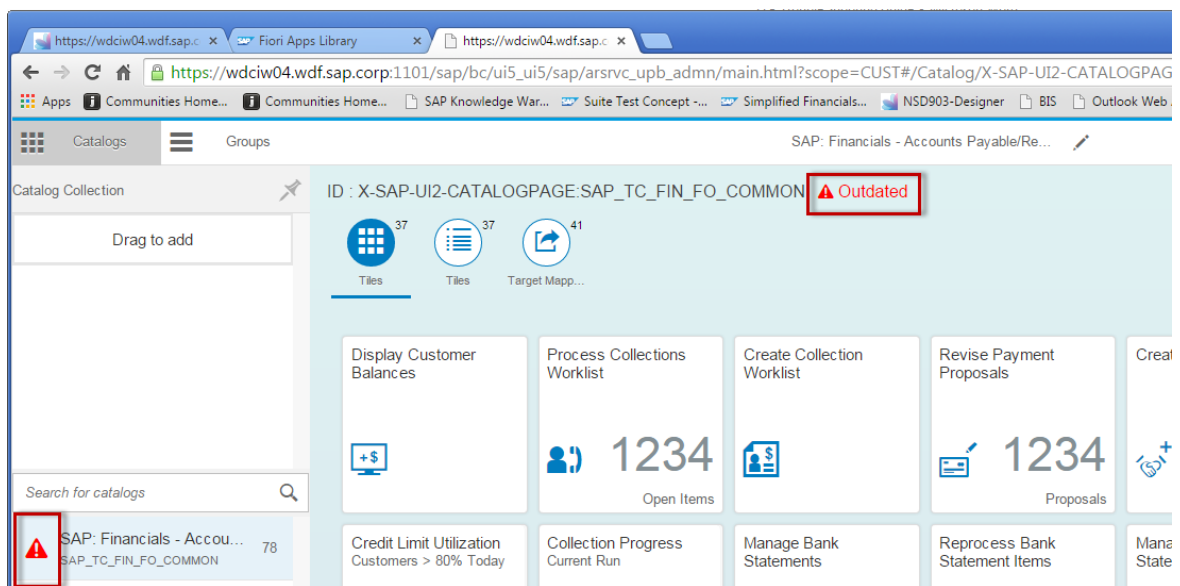 https://wdciw04.wdf.sap.c
Fiori Apps Library
https://wdciw04.wdf.sap.c
https://wdciw04.wdf.sap.corp:1101/sap/bc/ui5_ui5/sap/arsrvc_upb_admn/main.html?scope=CUST#/Catalog/X-SAP-UI2-CATALOGPAG
Apps
Communities Home...
Communities Home...
SAP Knowledge War...
Suite Test Concept -...
Simplified Financials...
NSD903-Designer
BIS
Outlook Web
Catalogs
Groups
SAP: Financials - Accounts Payable/Re...
Catalog Collection
ID : X-SAP-UI2-CATALOGPAGE:SAP_TC_FIN_FO_COMMON
Outdated
Drag to add
37
37
41
Tiles
Tiles
Target Mapp...
Display Customer
Balances
Process Collections
Worklist
1234
Open Items
Create Collection
Worklist
Revise Payment
Proposals
1234
Proposals
Creat
Search for catalogs
SAP: Financials - Accou...
SAP_TC_FIN_FO_COMMON
78
Credit Limit Utilization
Customers > 80% Today
Collection Progress
Current Run
Manage Bank
Statements
Reprocess Bank
Statement Items
Mana
State